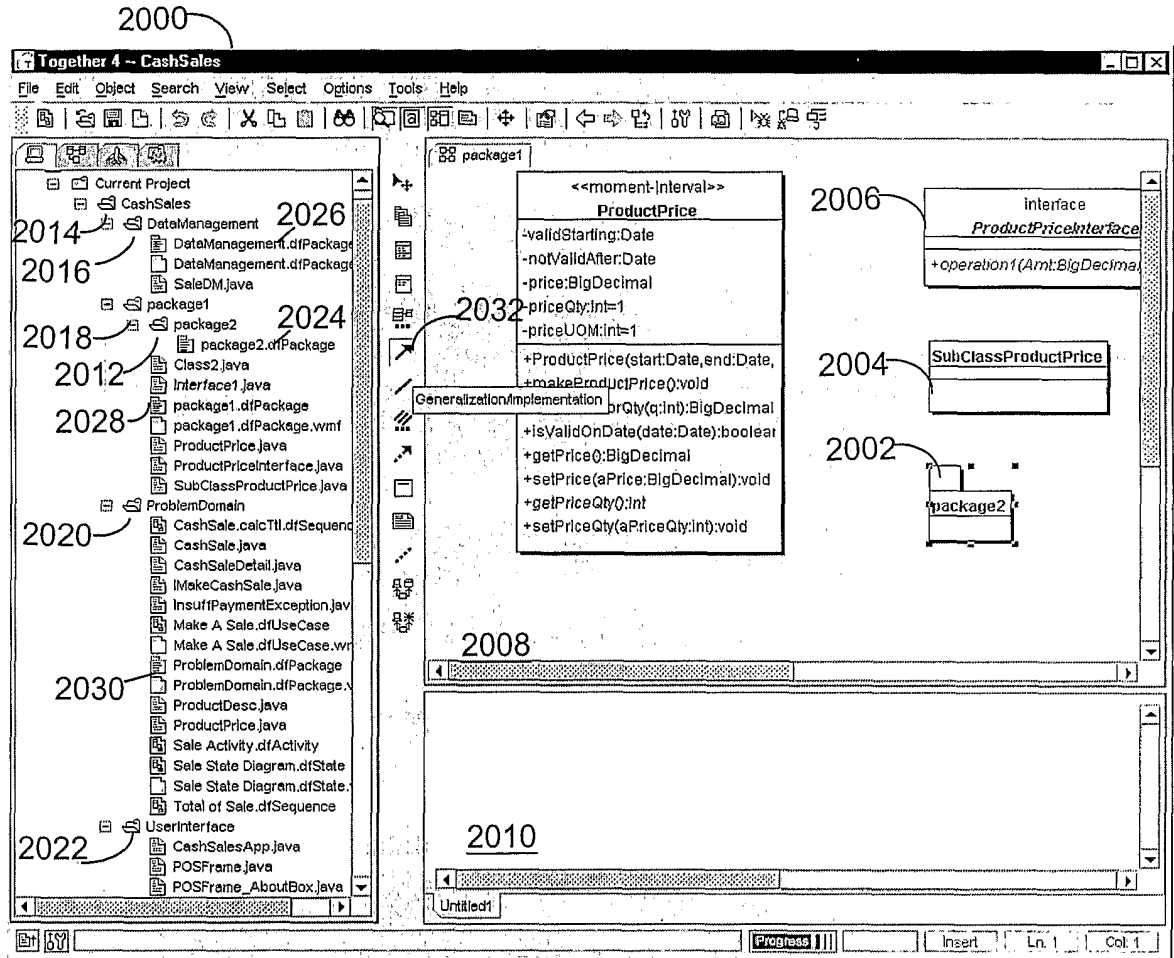 2000
Together 4 -- CashSales
File Edit Object Search View Select Options Tools Help
Current Project
CashSales
2014
DataManagement
2026
2016
DataManagement.dfPackage
DataManagement.dfPackage
SaleDM.java
package1
2018
package2
2024
package2.dfPackage
2012
Class2.java
Interface1.java
2028
package1.dfPackage
package1.dfPackage.wmf
ProductPrice.java
ProductPriceInterface.java
SubClassProductPrice.java
ProblemDomain
2020
CashSale.calcTtl.dfSequenc
CashSale.java
CashSaleDetail.java
IMakeCashSale.java
InsuffPaymentException.jav
Make A Sale.dfUseCase
Make A Sale.dfUseCase.wr
ProblemDomain.dfPackage
2030
ProblemDomain.dfPackage.
ProductDesc.java
ProductPrice.java
Sale Activity.dfActivity
Sale State Diagram.dfState
Sale State Diagram.dfState.
Total of Sale.dfSequence
UserInterface
2022
CashSalesApp.java
POSFrame.java
POSFrame_AboutBox.java
2032
Generalization/Implementation
package1
<<moment-Interval>>
ProductPrice
-validStarting:Date
-notValidAfter:Date
-price:BigDecimal
-priceQty:int=1
-priceUOM:int=1
+ProductPrice(start:Date,end:Date,
+makeProductPrice():void
orQty(q:int):BigDecimal
+isValidOnDate(date:Date):boolear
+getPrice():BigDecimal
+setPrice(aPrice:BigDecimal):void
+getPriceQty():int
+setPriceQty(aPriceQty:int):void
2006
interface
ProductPriceInterface
+operation1(Amt:BigDecimal
2004
SubClassProductPrice
2002
package2
2008
2010
Untitled1
Progress
Insert
Ln. 1
Col: 1